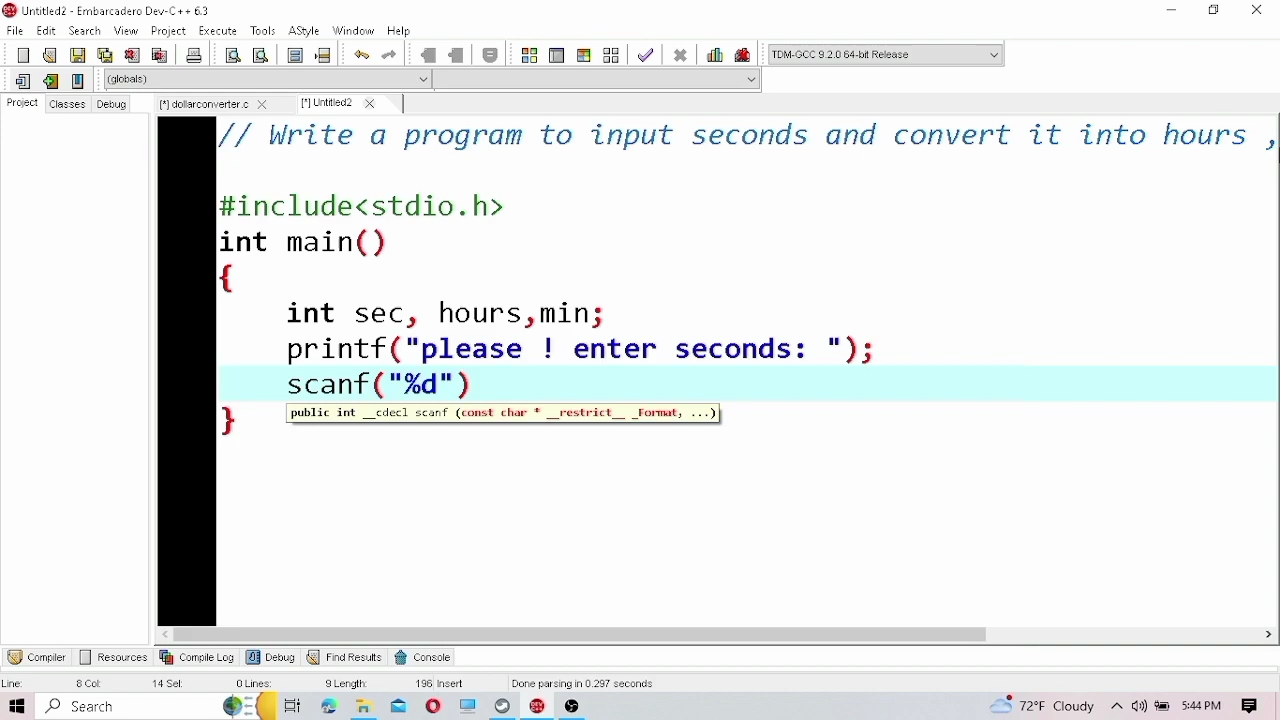 Untitled2 - Embarcadero Dev-C++ 6.3
File Edit Search View Project Execute Tools AStyle Window Help
TDM-GCC 9.2.0 64-bit Release
(globals)
Project Classes Debug
[*] dollarconverter.c [*] Untitled2
// Write a program to input seconds and convert it into hours ,
#include<stdio.h>
int main()
{
int sec, hours,min;
printf("please ! enter seconds: ");
scanf("%d")
public int __cdecl scanf (const char * __restrict__ _Format, ...)
}
Compiler Resources Compile Log Debug Find Results Console
Line: 8 Col: 14 Sel: 0 Lines: 9 Length: 196 Insert Done parsing in 0.297 seconds
Search 72°F Cloudy 5:44 PM